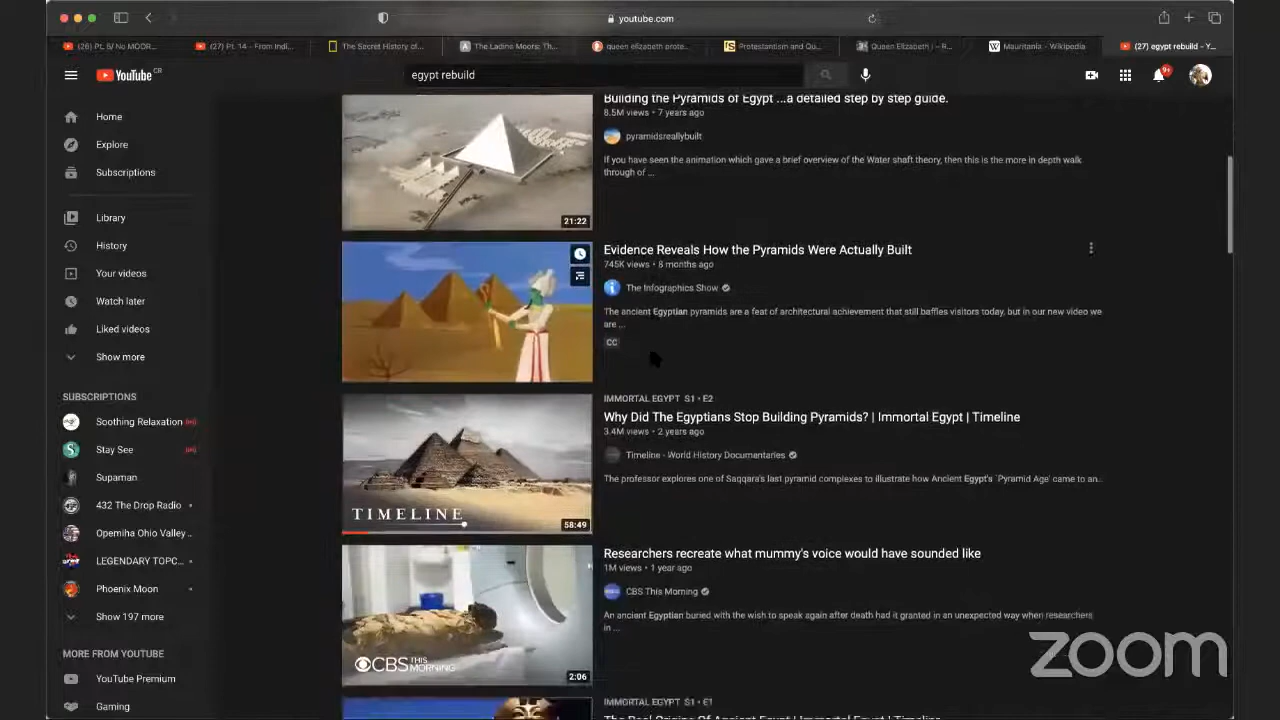 youtube.com
(26) Pt. 6/ No MOOR...
(27) Pt. 14 - From Indi...
The Secret History of...
The Ladino Moors: Th...
queen elizabeth prote...
Protestantism and Qu...
Queen Elizabeth I – R...
Mauritania - Wikipedia
(27) egypt rebuild - Y...
YouTube CR
egypt rebuild
9+
Home
Explore
Subscriptions
Library
History
Your videos
Watch later
Liked videos
Show more
SUBSCRIPTIONS
Soothing Relaxation
Stay See
Supaman
432 The Drop Radio
Opemiha Ohio Valley ..
LEGENDARY TOPC...
Phoenix Moon
Show 197 more
MORE FROM YOUTUBE
YouTube Premium
Gaming
Building the Pyramids of Egypt ...a detailed step by step guide.
8.5M views • 7 years ago
pyramidsreallybuilt
If you have seen the animation which gave a brief overview of the Water shaft theory, then this is the more in depth walk
through of ...
21:22
Evidence Reveals How the Pyramids Were Actually Built
745K views • 8 months ago
The Infographics Show
The ancient Egyptian pyramids are a feat of architectural achievement that still baffles visitors today, but in our new video we
are ...
CC
IMMORTAL EGYPT S1 • E2
Why Did The Egyptians Stop Building Pyramids? | Immortal Egypt | Timeline
3.4M views • 2 years ago
Timeline - World History Documentaries
The professor explores one of Saqqara's last pyramid complexes to illustrate how Ancient Egypt's 'Pyramid Age' came to an...
TIMELINE
58:49
Researchers recreate what mummy's voice would have sounded like
1M views • 1 year ago
CBS This Morning
An ancient Egyptian buried with the wish to speak again after death had it granted in an unexpected way when researchers
in ...
CBS THIS MORNING
2:06
IMMORTAL EGYPT S1 • E1
The Real Origins Of Ancient Egypt | Immortal Egypt | Timeline
zoom